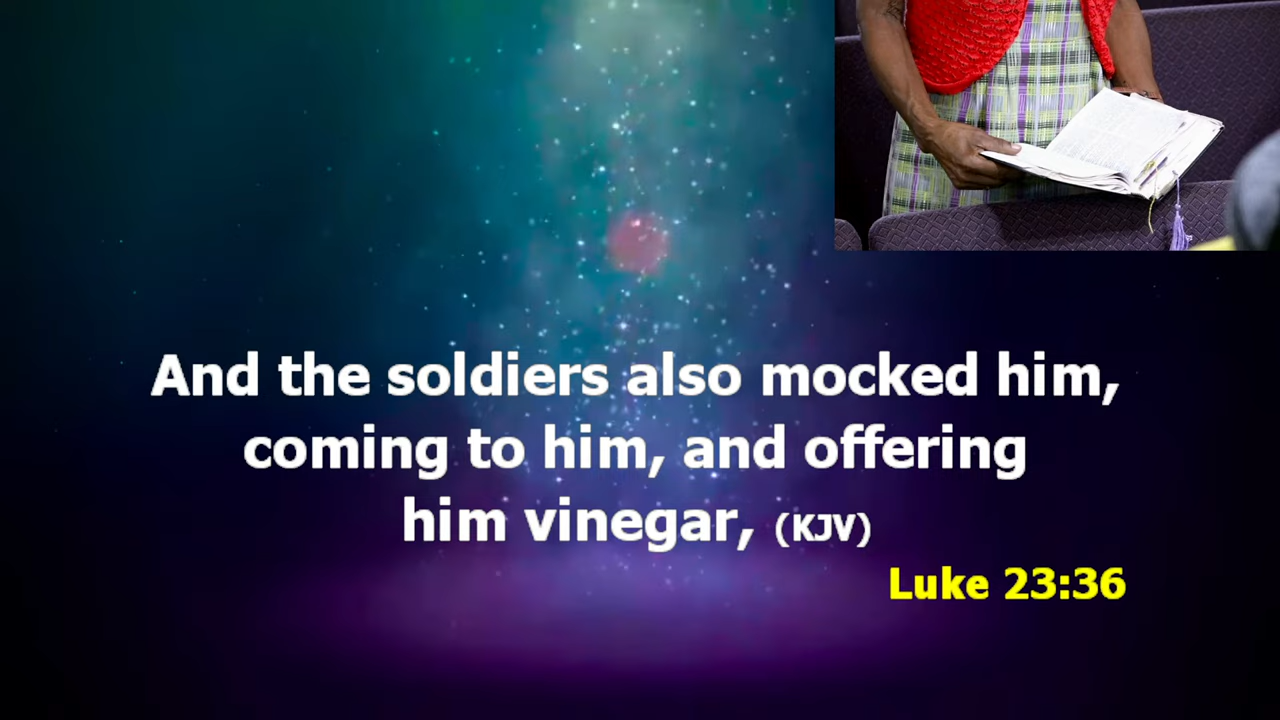 And the soldiers also mocked him,
coming to him, and offering
him vinegar, (KJV)
Luke 23:36